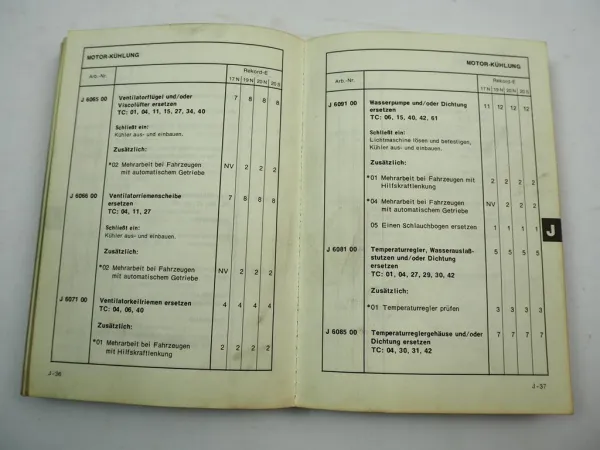 MOTOR-KÜHLUNG
Arb.-Nr.
Rekord-E
17 N 19 N 20 N 20 S
J 6065 00 Ventilatorflügel und/oder 7 8 8 8
Viscolüfter ersetzen
TC: 01, 04, 11, 15, 27, 34, 40
Schließt ein:
Kühler aus- und einbauen.
Zusätzlich:
*02 Mehrarbeit bei Fahrzeugen NV 2 2 2
mit automatischem Getriebe
J 6066 00 Ventilatorriemenscheibe 7 8 8 8
ersetzen
TC: 04, 11, 27
Schließt ein:
Kühler aus- und einbauen.
Zusätzlich:
*02 Mehrarbeit bei Fahrzeugen NV 2 2 2
mit automatischem Getriebe
J 6071 00 Ventilatorkeilriemen ersetzen 4 4 4 4
TC: 04, 06, 40
Zusätzlich:
*01 Mehrarbeit bei Fahrzeugen 2 2 2 2
mit Hilfskraftlenkung
J-36
MOTOR-KÜHLUNG
Arb.-Nr.
Rekord-E
17 N 19 N 20 N 20 S
J 6091 00 Wasserpumpe und/oder Dichtung 11 12 12 12
ersetzen
TC: 06, 15, 40, 42, 61
Schließt ein:
Lichtmaschine lösen und befestigen,
Kühler aus- und einbauen.
Zusätzlich:
*01 Mehrarbeit bei Fahrzeugen mit 2 2 2 2
Hilfskraftlenkung
*04 Mehrarbeit bei Fahrzeugen NV 2 2 2
mit automatischem Getriebe
05 Einen Schlauchbogen ersetzen 1 1 1 1
J
J 6081 00 Temperaturregler, Wasserauslaß- 5 5 5 5
stutzen und/oder Dichtung
ersetzen
TC: 01, 04, 27, 29, 30, 42
Zusätzlich:
*01 Temperaturregler prüfen 3 3 3 3
J 6085 00 Temperaturreglergehäuse und/oder 7 7 7 7
Dichtung ersetzen
TC: 04, 30, 31, 42
J-37